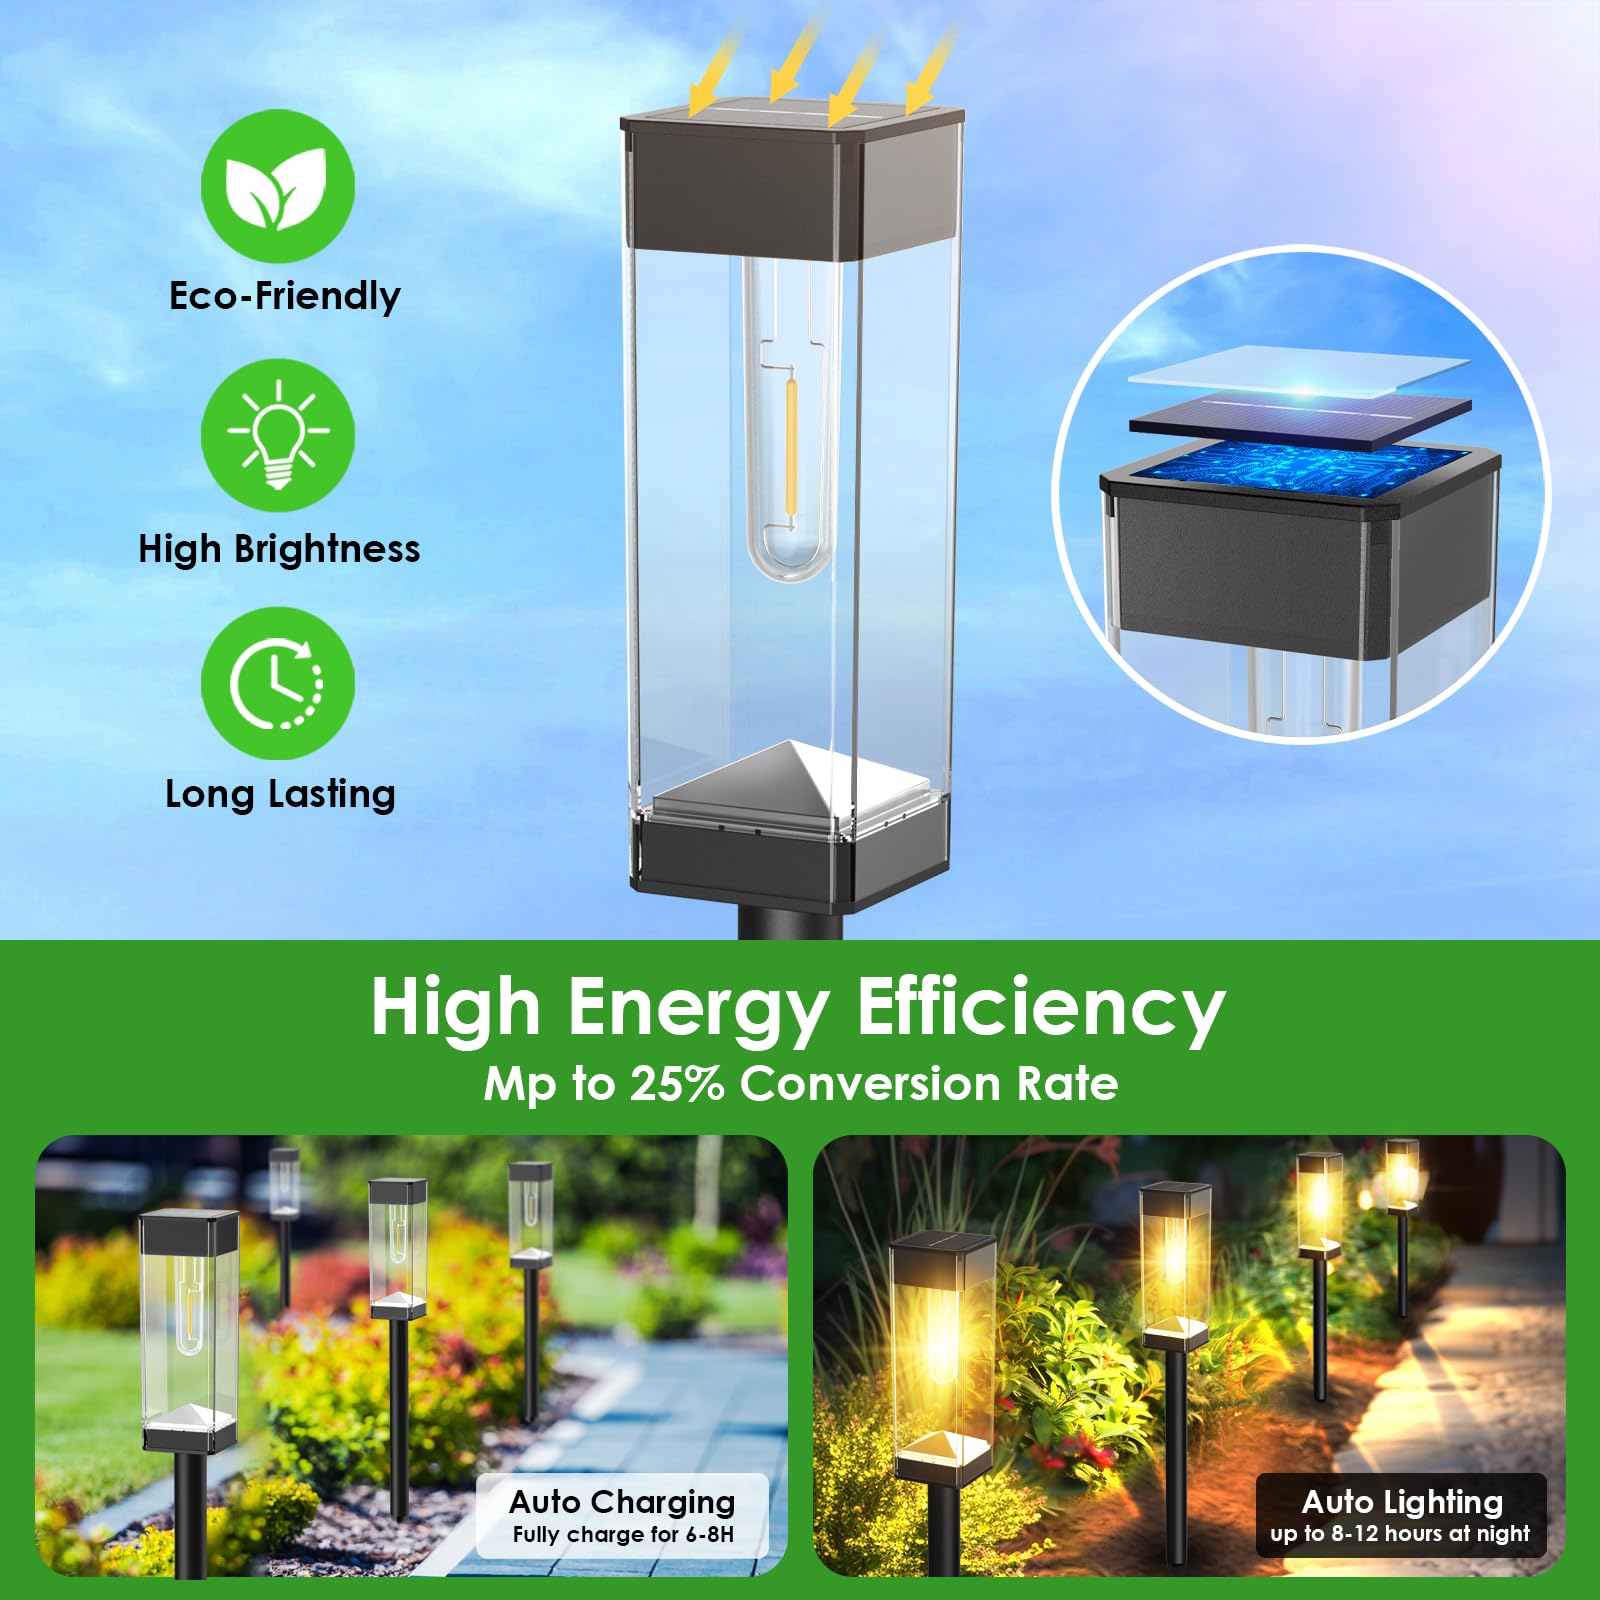 Eco-Friendly
High Brightness
Long Lasting
High Energy Efficiency
Mp to 25% Conversion Rate
Auto Charging
Fully charge for 6-8H
Auto Lighting
up to 8-12 hours at night